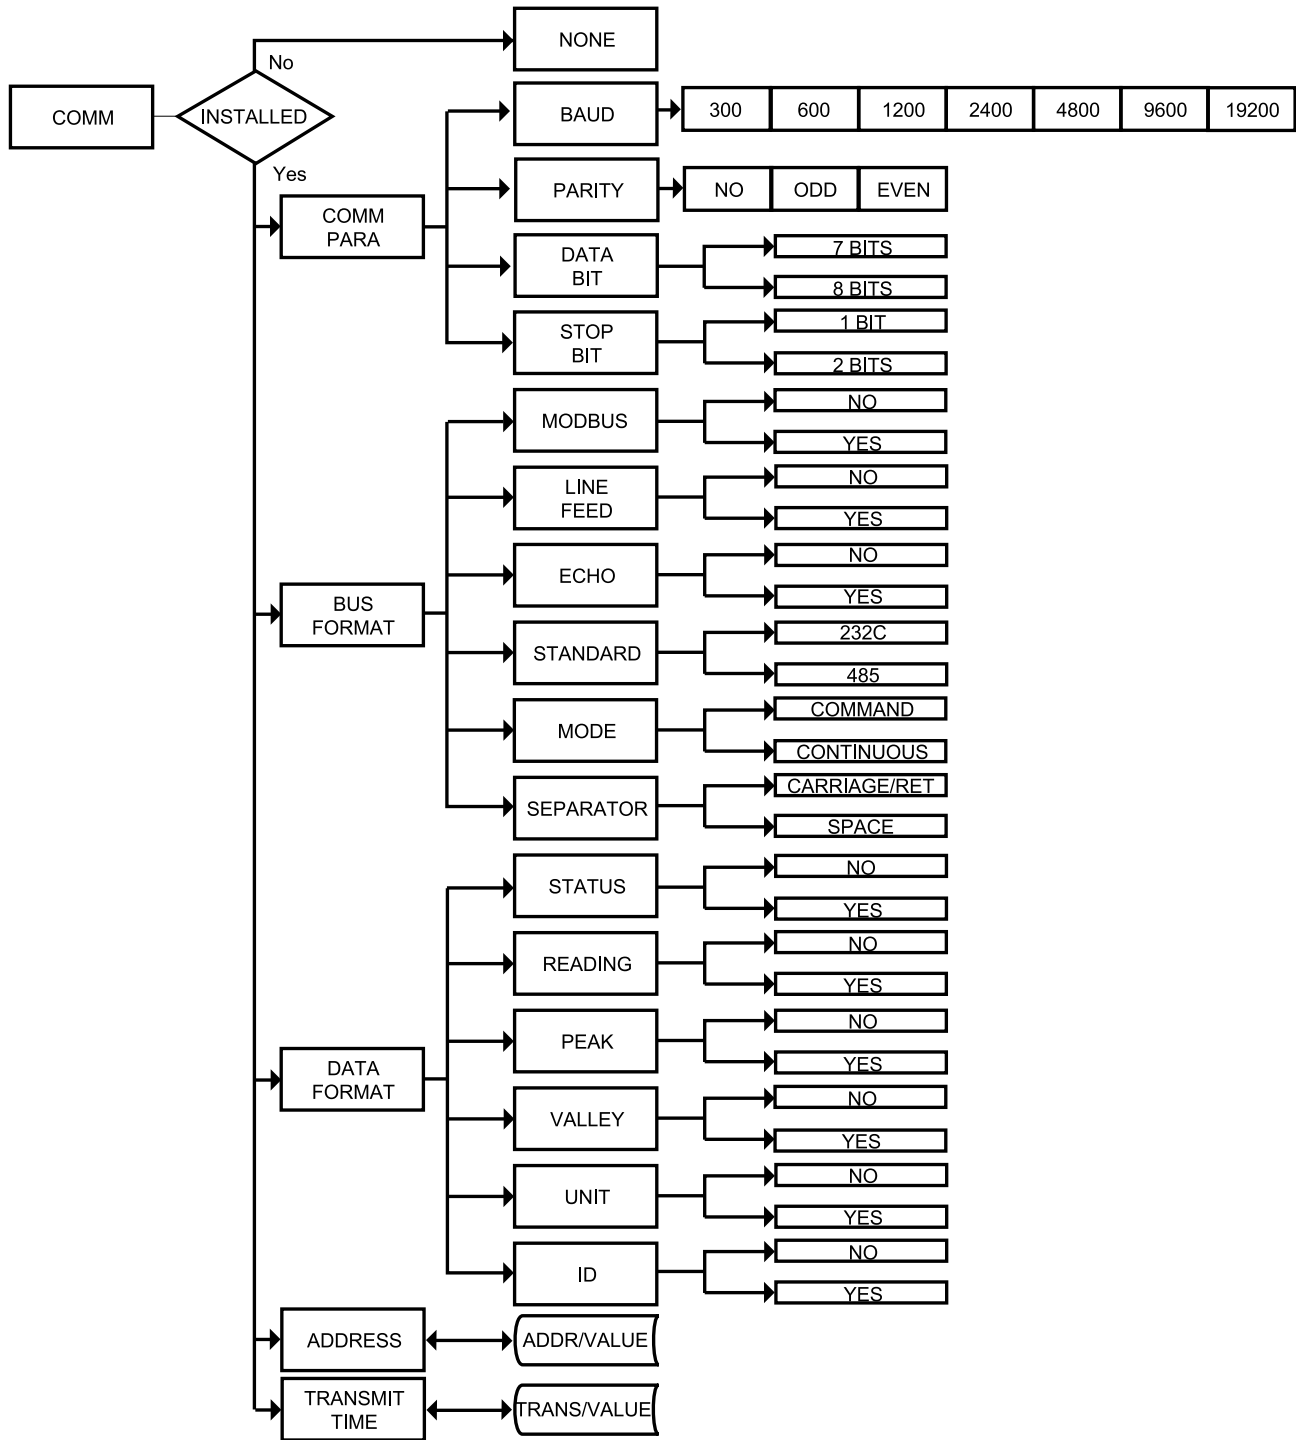 NONE
No
COMM
INSTALLED
BAUD
300 600 1200 2400 4800 9600 19200
Yes
PARITY
NO ODD EVEN
COMM
PARA
DATA
BIT
7 BITS
8 BITS
STOP
BIT
1 BIT
2 BITS
MODBUS
NO
YES
LINE
FEED
NO
YES
ECHO
NO
YES
BUS
FORMAT
STANDARD
232C
485
MODE
COMMAND
CONTINUOUS
SEPARATOR
CARRIAGE/RET
SPACE
STATUS
NO
YES
READING
NO
YES
PEAK
NO
YES
DATA
FORMAT
VALLEY
NO
YES
UNIT
NO
YES
ID
NO
YES
ADDRESS
ADDR/VALUE
TRANSMIT
TIME
TRANS/VALUE